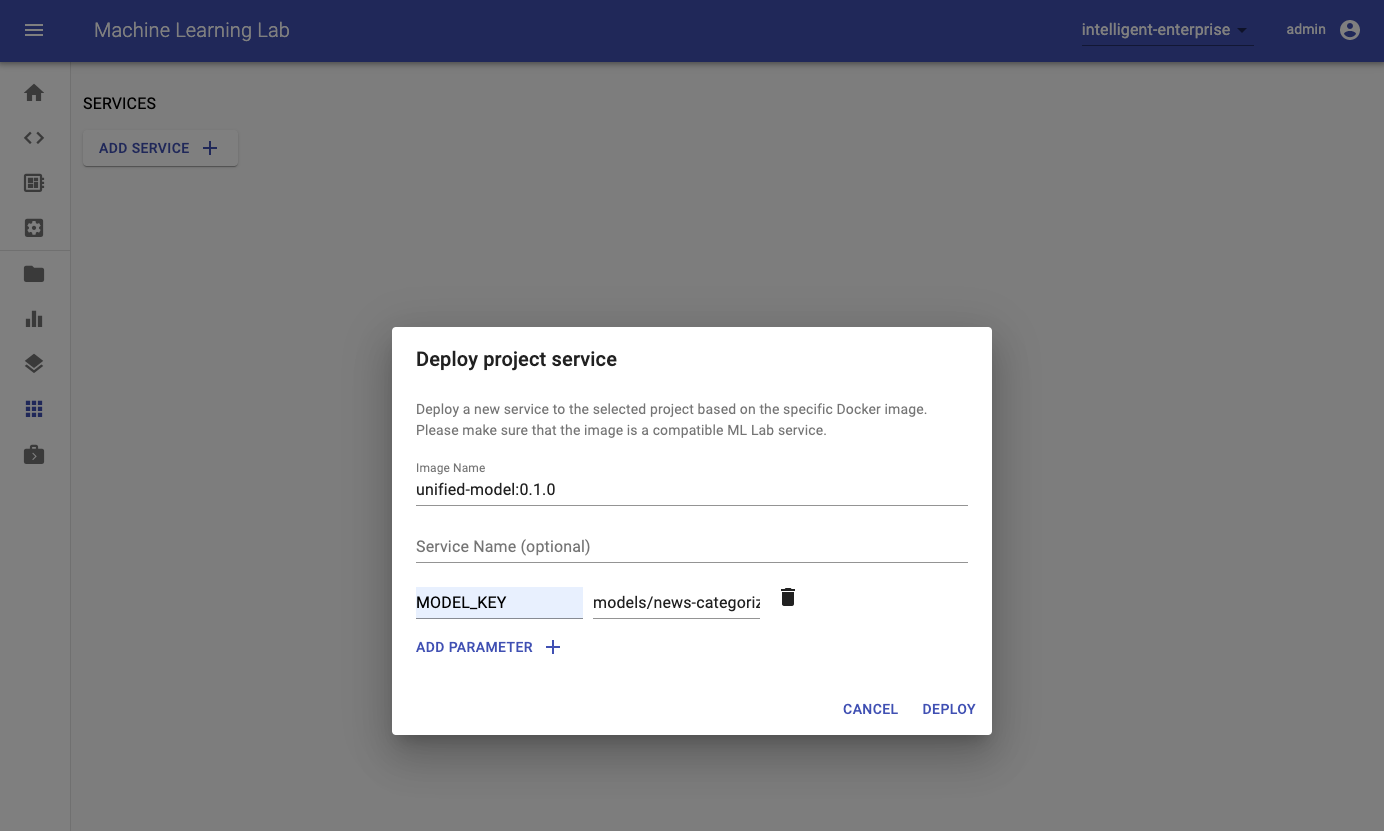 Machine Learning Lab
intelligent-enterprise
admin
SERVICES
ADD SERVICE
Deploy project service
Deploy a new service to the selected project based on the specific Docker image.
Please make sure that the image is a compatible ML Lab service.
Image Name
unified-model:0.1.0
Service Name (optional)
MODEL_KEY
models/news-categoriz
ADD PARAMETER
CANCEL
DEPLOY